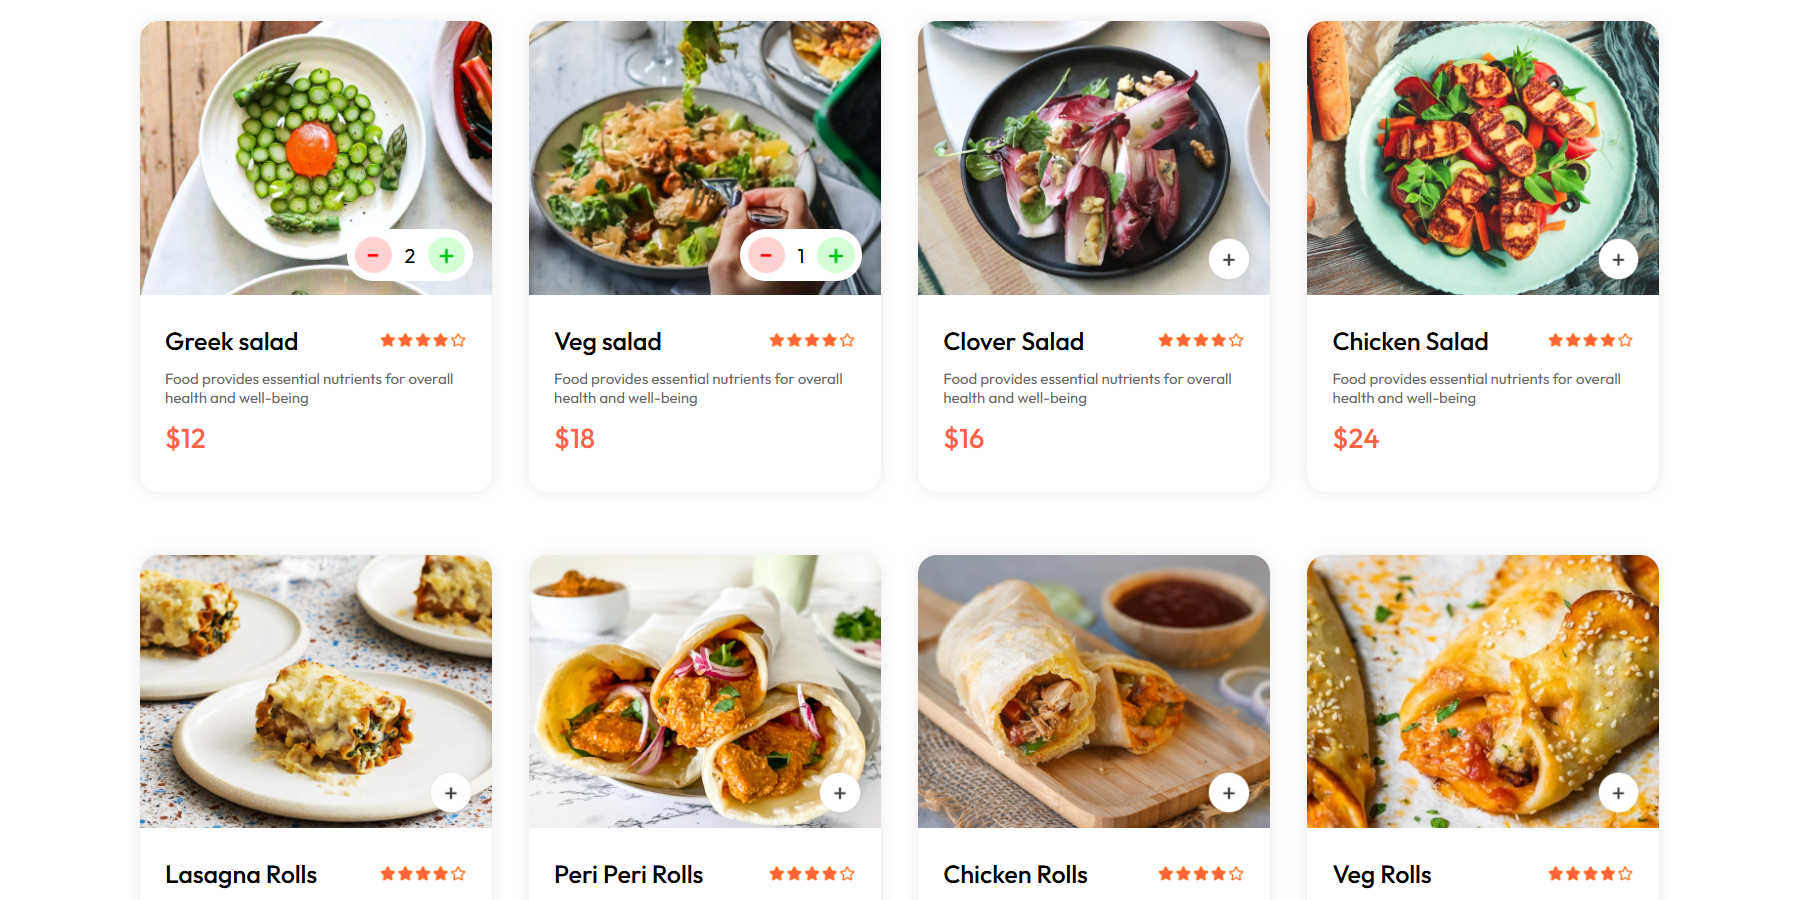 2
1
Greek salad
Food provides essential nutrients for overall
health and well-being
$12
Veg salad
Food provides essential nutrients for overall
health and well-being
$18
Clover Salad
Food provides essential nutrients for overall
health and well-being
$16
Chicken Salad
Food provides essential nutrients for overall
health and well-being
$24
Lasagna Rolls
Peri Peri Rolls
Chicken Rolls
Veg Rolls